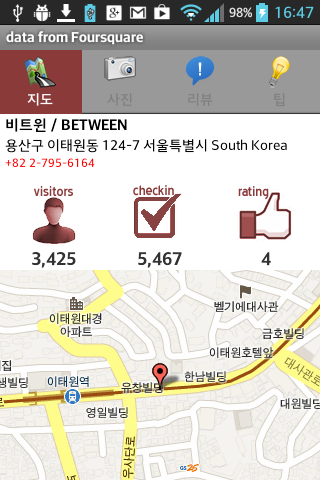 98% 16:47
data from Foursquare
지도 사진 리뷰 팁
비트윈 / BETWEEN
용산구 이태원동 124-7 서울특별시 South Korea
+82 2-795-6164
visitors checkin rating
3,425 5,467 4
벨기에대사관
이태원대경
아파트
금호빌딩
이태원호텔앞
대사관로
집
이태원역
유창빌딩
한남빌딩
생빌딩
영일빌딩
대원빌딩
우사단로
GS25